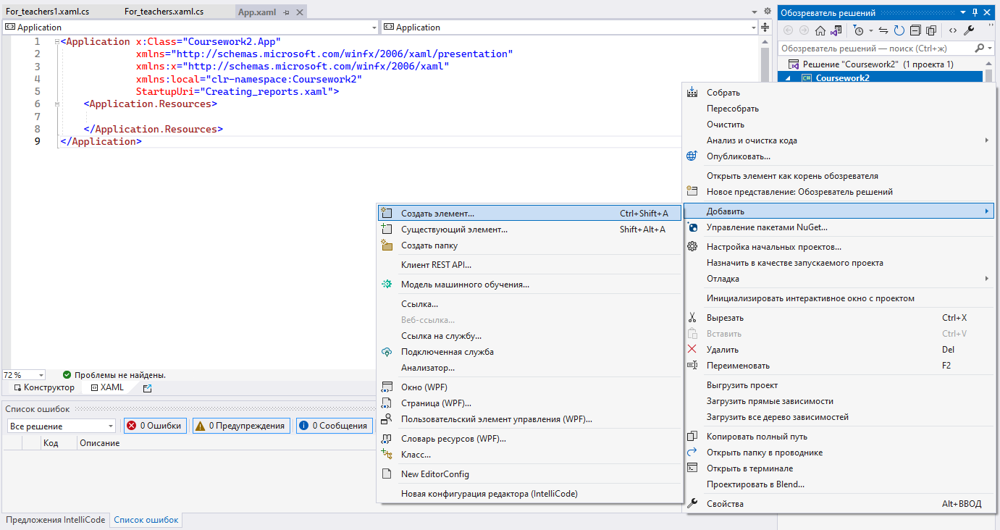 For_teachers1.xaml.cs
For_teachers.xaml.cs
App.xaml
Application
Application
1 <Application x:Class="Coursework2.App"
2 xmlns="http://schemas.microsoft.com/winfx/2006/xaml/presentation"
3 xmlns:x="http://schemas.microsoft.com/winfx/2006/xaml"
4 xmlns:local="clr-namespace:Coursework2"
5 StartupUri="Creating_reports.xaml">
6 <Application.Resources>
7
8 </Application.Resources>
9 </Application>
72 %
Проблемы не найдены.
Конструктор
XAML
Список ошибок
Все решение
0 Ошибки
0 Предупреждения
0 Сообщения
Код
Описание
Предложения IntelliCode
Список ошибок
Создать элемент... Ctrl+Shift+A
Существующий элемент... Shift+Alt+A
Создать папку
Клиент REST API...
Модель машинного обучения...
Ссылка...
Веб-ссылка...
Ссылка на службу...
Подключенная служба
Анализатор...
Окно (WPF)
Страница (WPF)...
Пользовательский элемент управления (WPF)...
Словарь ресурсов (WPF)...
Класс...
New EditorConfig
Новая конфигурация редактора (IntelliCode)
Обозреватель решений
Обозреватель решений — поиск (Ctrl+ж)
Решение "Coursework2" (1 проекта 1)
C# Coursework2
Собрать
Пересобрать
Очистить
Анализ и очистка кода
Опубликовать...
Открыть элемент как корень обозревателя
Новое представление: Обозреватель решений
Добавить
Управление пакетами NuGet...
Настройка начальных проектов...
Назначить в качестве запускаемого проекта
Отладка
Инициализировать интерактивное окно с проектом
Вырезать Ctrl+X
Вставить Ctrl+V
Удалить Del
Переименовать F2
Выгрузить проект
Загрузить прямые зависимости
Загрузить все дерево зависимостей
Копировать полный путь
Открыть папку в проводнике
Открыть в терминале
Проектировать в Blend...
Свойства Alt+ВВОД